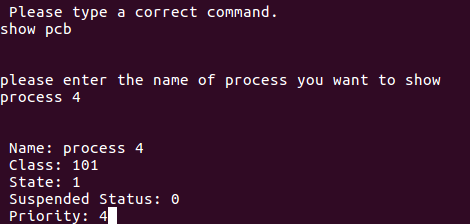 Please type a correct command.
show pcb
please enter the name of process you want to show
process 4
Name: process 4
Class: 101
State: 1
Suspended Status: 0
Priority: 4